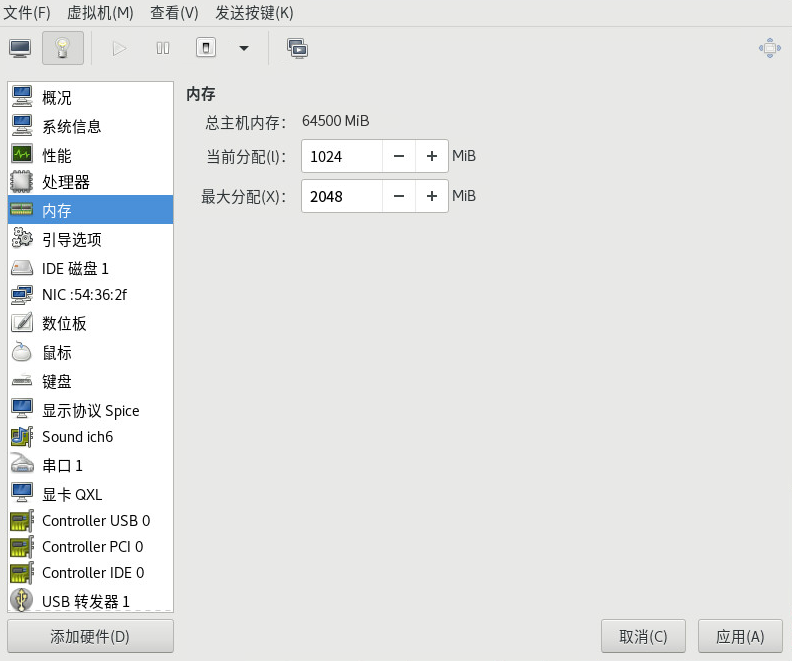 文件(F) 虚拟机(M) 查看(V) 发送按键(K)
概况
系统信息
性能
处理器
内存
引导选项
IDE 磁盘 1
NIC :54:36:2f
数位板
鼠标
键盘
显示协议 Spice
Sound ich6
串口 1
显卡 QXL
Controller USB 0
Controller PCI 0
Controller IDE 0
USB 转发器 1
添加硬件(D)
内存
总主机内存: 64500 MiB
当前分配(l): 1024 − + MiB
最大分配(X): 2048 − + MiB
取消(C) 应用(A)